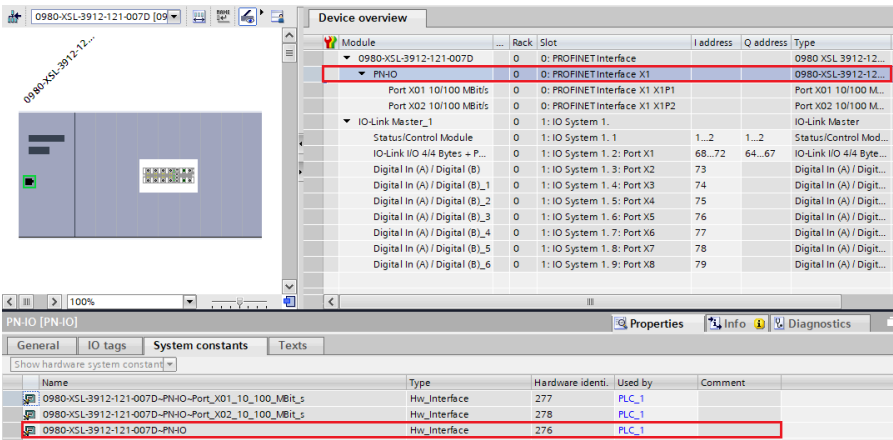 0980-XSL-3912-121-007D [09
0980-XSL-3912-12...
100%
Device overview
Module ... Rack Slot I address Q address Type
0980-XSL-3912-121-007D 0 0: PROFINET Interface 0980 XSL 3912-12...
PN-IO 0 0: PROFINET Interface X1 0980-XSL-3912-12...
Port X01 10/100 MBit/s 0 0: PROFINET Interface X1 X1P1 Port X01 10/100 M...
Port X02 10/100 MBit/s 0 0: PROFINET Interface X1 X1P2 Port X02 10/100 M...
IO-Link Master_1 0 1: IO System 1. IO-Link Master
Status/Control Module 0 1: IO System 1. 1 1...2 1...2 Status/Control Mod...
IO-Link I/O 4/4 Bytes + P... 0 1: IO System 1. 2: Port X1 68...72 64...67 IO-Link I/O 4/4 Byte...
Digital In (A) / Digital (B) 0 1: IO System 1. 3: Port X2 73 Digital In (A) / Digit...
Digital In (A) / Digital (B)_1 0 1: IO System 1. 4: Port X3 74 Digital In (A) / Digit...
Digital In (A) / Digital (B)_2 0 1: IO System 1. 5: Port X4 75 Digital In (A) / Digit...
Digital In (A) / Digital (B)_3 0 1: IO System 1. 6: Port X5 76 Digital In (A) / Digit...
Digital In (A) / Digital (B)_4 0 1: IO System 1. 7: Port X6 77 Digital In (A) / Digit...
Digital In (A) / Digital (B)_5 0 1: IO System 1. 8: Port X7 78 Digital In (A) / Digit...
Digital In (A) / Digital (B)_6 0 1: IO System 1. 9: Port X8 79 Digital In (A) / Digit...
PN-IO [PN-IO] Properties Info Diagnostics
General IO tags System constants Texts
Show hardware system constant
Name Type Hardware identi. Used by Comment
0980-XSL-3912-121-007D~PN-IO~Port_X01_10_100_MBit_s Hw_Interface 277 PLC_1
0980-XSL-3912-121-007D~PN-IO~Port_X02_10_100_MBit_s Hw_Interface 278 PLC_1
0980-XSL-3912-121-007D~PN-IO Hw_Interface 276 PLC_1